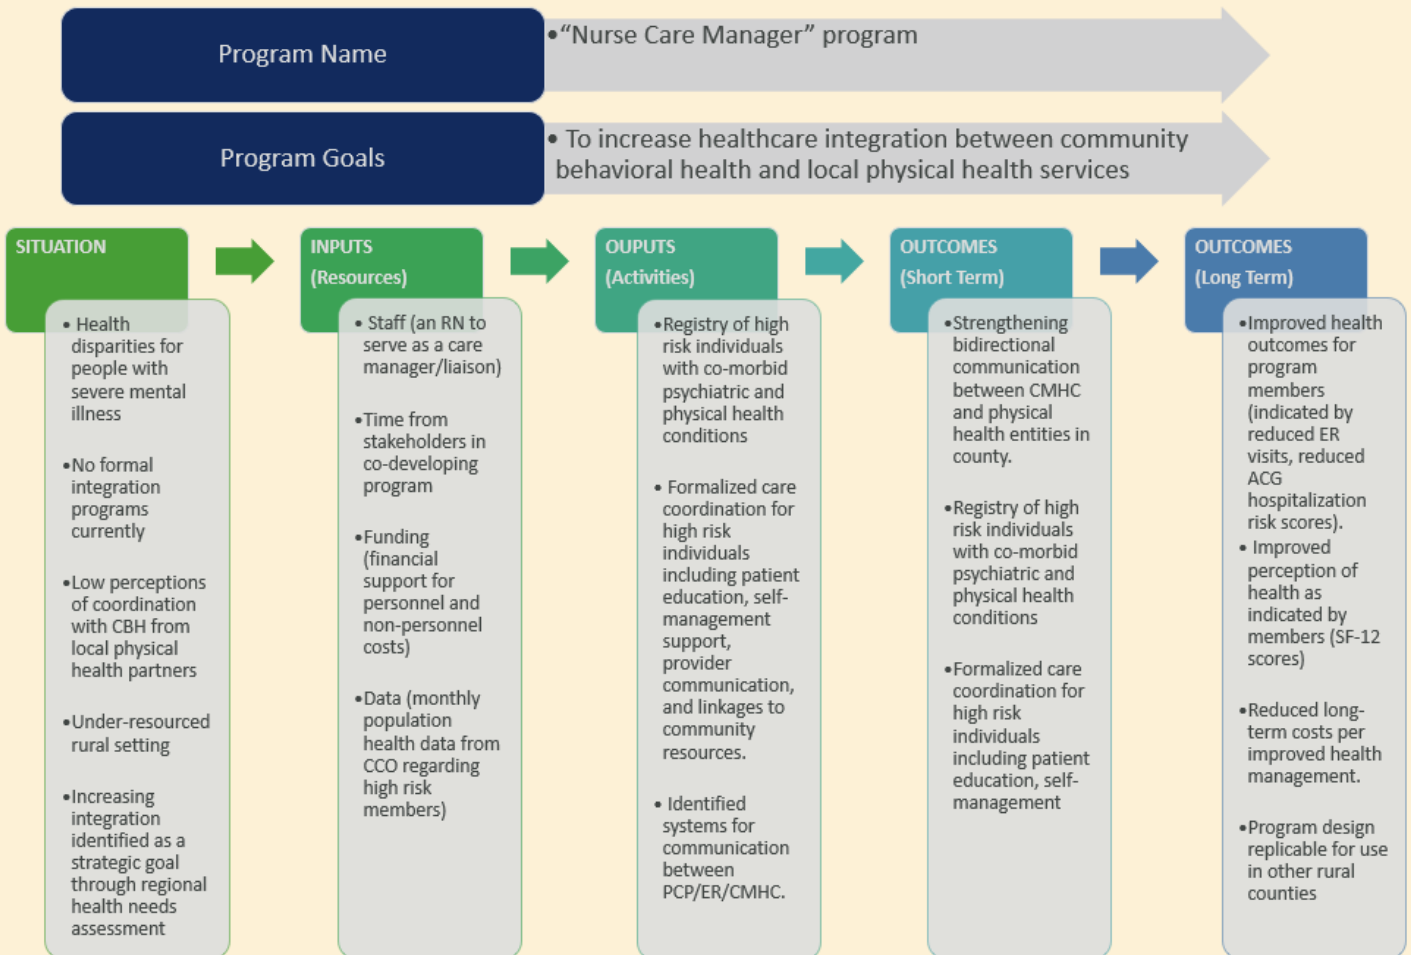 Program Name
•“Nurse Care Manager” program
Program Goals
• To increase healthcare integration between community
behavioral health and local physical health services
SITUATION
• Health
disparities for
people with
severe mental
illness
•No formal
integration
programs
currently
•Low perceptions
of coordination
with CBH from
local physical
health partners
•Under-resourced
rural setting
•Increasing
integration
identified as a
strategic goal
through regional
health needs
assessment
INPUTS
(Resources)
• Staff (an RN to
serve as a care
manager/liaison)
•Time from
stakeholders in
co-developing
program
•Funding
(financial
support for
personnel and
non-personnel
costs)
•Data (monthly
population
health data from
CCO regarding
high risk
members)
OUPUTS
(Activities)
•Registry of high
risk individuals
with co-morbid
psychiatric and
physical health
conditions
• Formalized care
coordination for
high risk
individuals
including patient
education, self-
management
support,
provider
communication,
and linkages to
community
resources.
• Identified
systems for
communication
between
PCP/ER/CMHC.
OUTCOMES
(Short Term)
•Strengthening
bidirectional
communication
between CMHC
and physical
health entities in
county.
•Registry of high
risk individuals
with co-morbid
psychiatric and
physical health
conditions
•Formalized care
coordination for
high risk
individuals
including patient
education, self-
management
OUTCOMES
(Long Term)
•Improved health
outcomes for
program
members
(indicated by
reduced ER
visits, reduced
ACG
hospitalization
risk scores).
• Improved
perception of
health as
indicated by
members (SF-12
scores)
•Reduced long-
term costs per
improved health
management.
•Program design
replicable for use
in other rural
counties